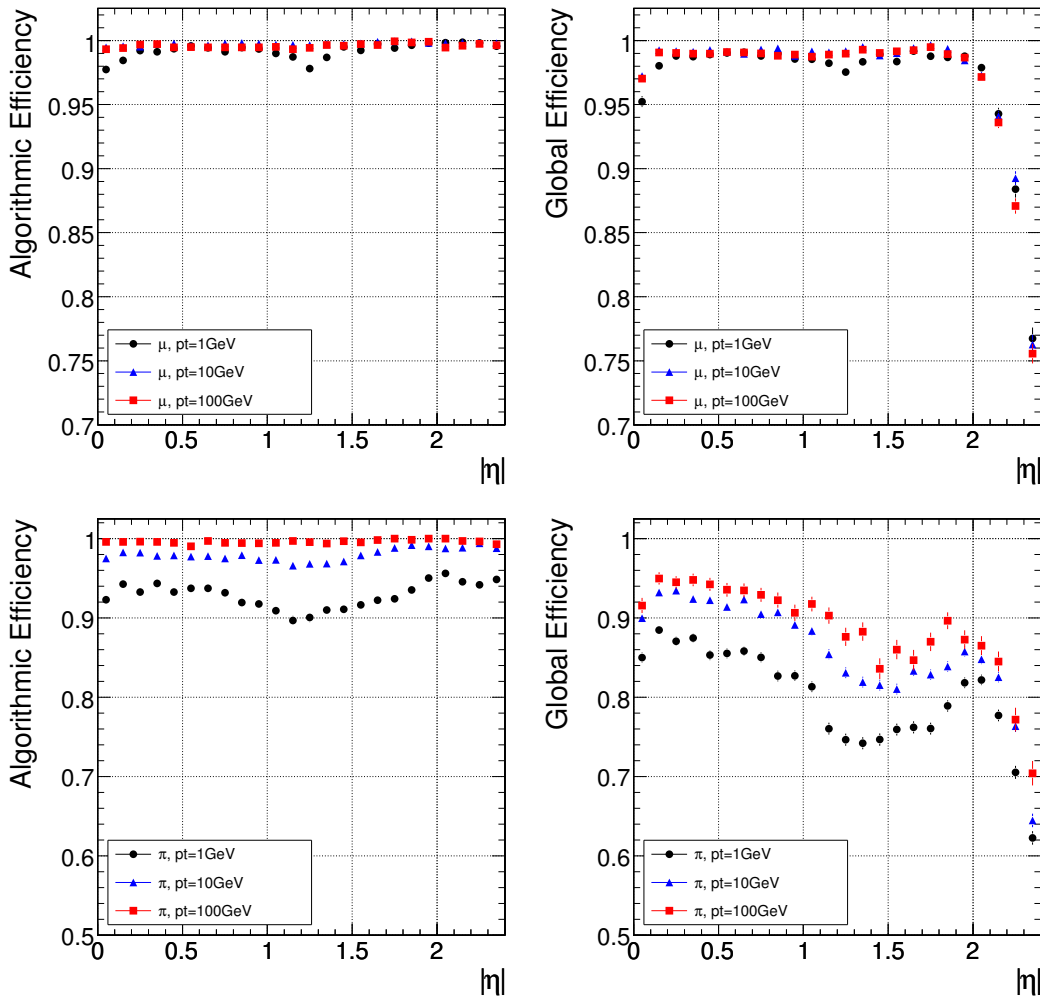 Algorithmic Efficiency
1
0.95
0.9
0.85
0.8
0.75
0.7
μ, pt=1GeV
μ, pt=10GeV
μ, pt=100GeV
0 0.5 1 1.5 2
|η|
Global Efficiency
1
0.95
0.9
0.85
0.8
0.75
0.7
μ, pt=1GeV
μ, pt=10GeV
μ, pt=100GeV
0 0.5 1 1.5 2
|η|
Algorithmic Efficiency
1
0.9
0.8
0.7
0.6
0.5
π, pt=1GeV
π, pt=10GeV
π, pt=100GeV
0 0.5 1 1.5 2
|η|
Global Efficiency
1
0.9
0.8
0.7
0.6
0.5
π, pt=1GeV
π, pt=10GeV
π, pt=100GeV
0 0.5 1 1.5 2
|η|